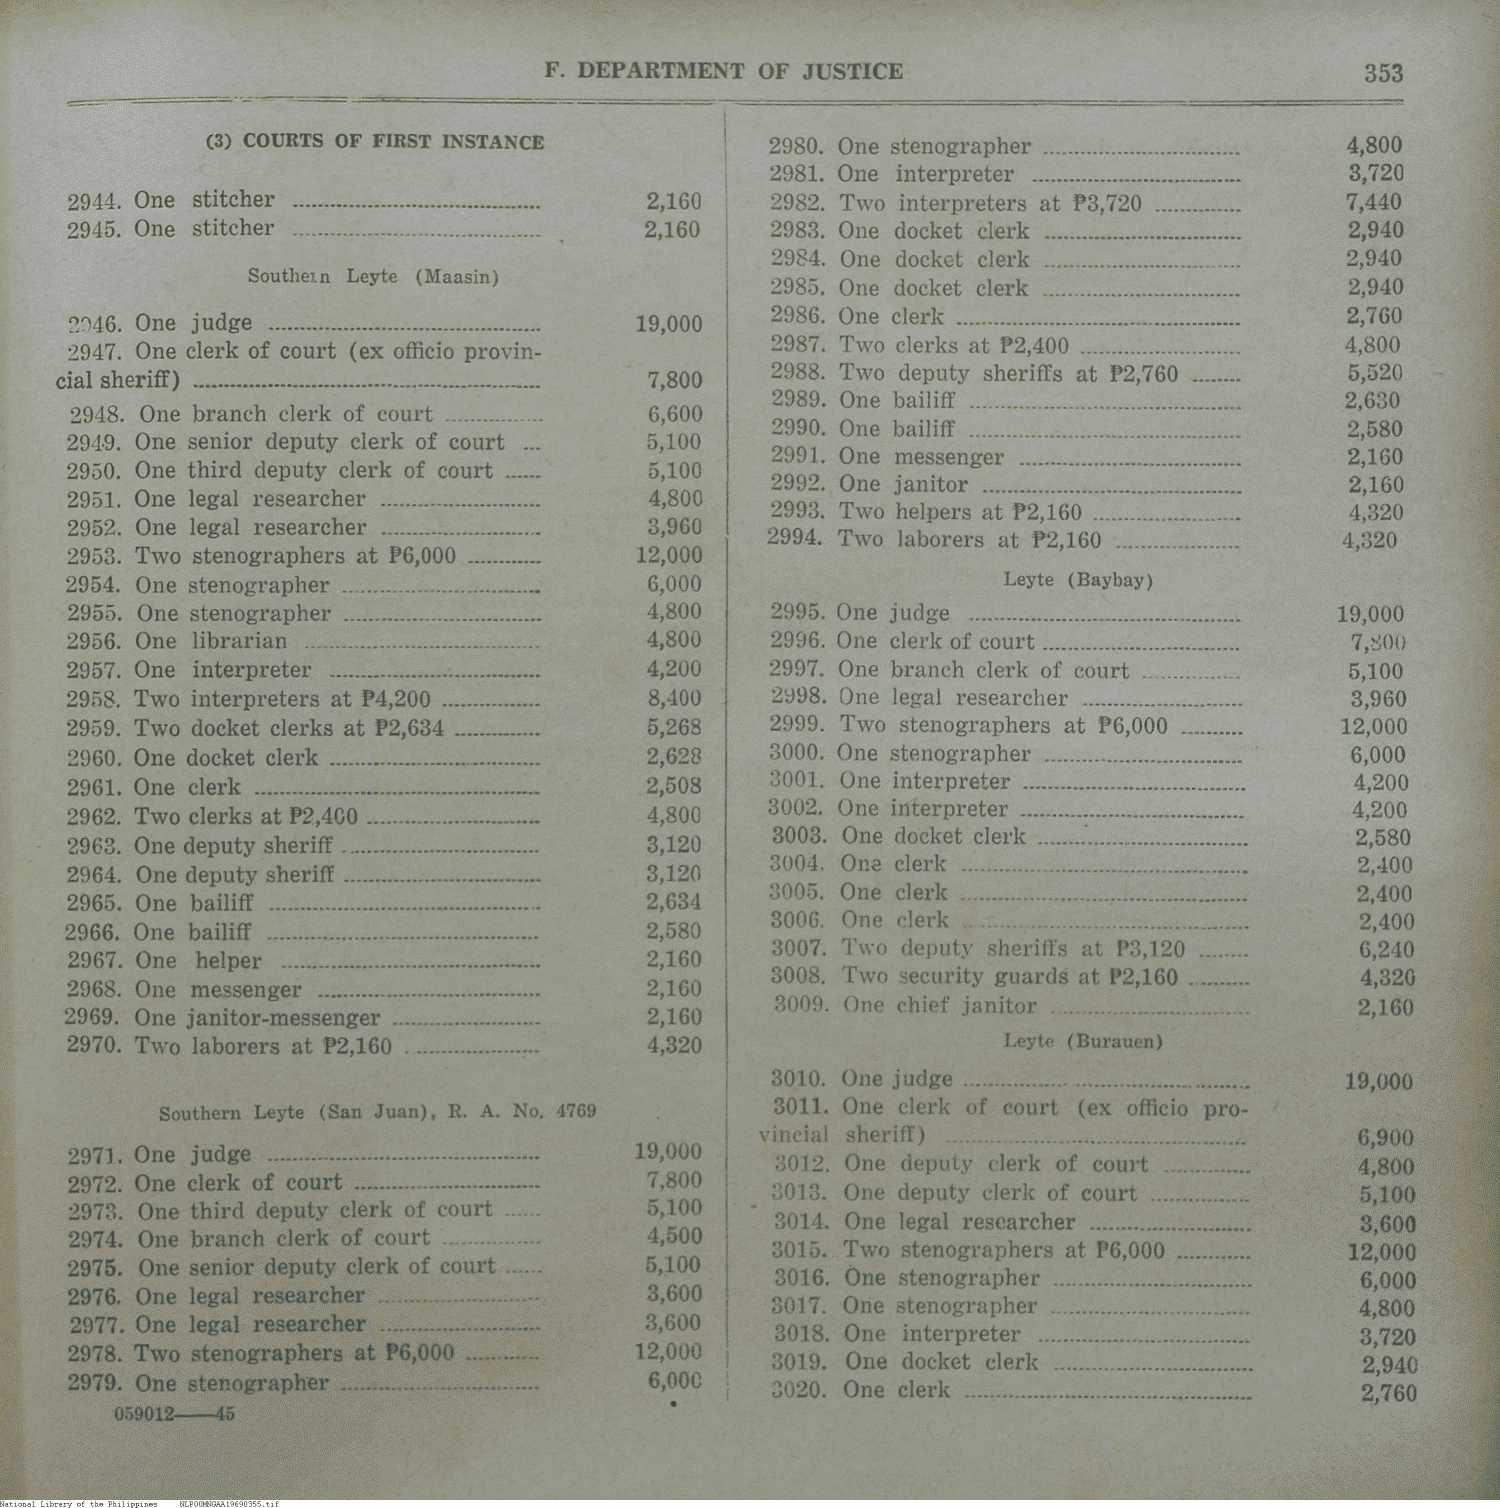 F. DEPARTMENT OF JUSTICE 353
(3) COURTS OF FIRST INSTANCE
2944. One stitcher 2,160
2945. One stitcher 2,160
Southern Leyte (Maasin)
2946. One judge 19,000
2947. One clerk of court (ex officio provin-
cial sheriff) 7,800
2948. One branch clerk of court 6,600
2949. One senior deputy clerk of court 5,100
2950. One third deputy clerk of court 5,100
2951. One legal researcher 4,800
2952. One legal researcher 3,960
2953. Two stenographers at ₱6,000 12,000
2954. One stenographer 6,000
2955. One stenographer 4,800
2956. One librarian 4,800
2957. One interpreter 4,200
2958. Two interpreters at ₱4,200 8,400
2959. Two docket clerks at ₱2,634 5,268
2960. One docket clerk 2,628
2961. One clerk 2,508
2962. Two clerks at ₱2,400 4,800
2963. One deputy sheriff 3,120
2964. One deputy sheriff 3,120
2965. One bailiff 2,634
2966. One bailiff 2,580
2967. One helper 2,160
2968. One messenger 2,160
2969. One janitor-messenger 2,160
2970. Two laborers at ₱2,160 4,320
Southern Leyte (San Juan), R. A. No. 4769
2971. One judge 19,000
2972. One clerk of court 7,800
2973. One third deputy clerk of court 5,100
2974. One branch clerk of court 4,500
2975. One senior deputy clerk of court 5,100
2976. One legal researcher 3,600
2977. One legal researcher 3,600
2978. Two stenographers at ₱6,000 12,000
2979. One stenographer 6,000
059012——45
2980. One stenographer 4,800
2981. One interpreter 3,720
2982. Two interpreters at ₱3,720 7,440
2983. One docket clerk 2,940
2984. One docket clerk 2,940
2985. One docket clerk 2,940
2986. One clerk 2,760
2987. Two clerks at ₱2,400 4,800
2988. Two deputy sheriffs at ₱2,760 5,520
2989. One bailiff 2,630
2990. One bailiff 2,580
2991. One messenger 2,160
2992. One janitor 2,160
2993. Two helpers at ₱2,160 4,320
2994. Two laborers at ₱2,160 4,320
Leyte (Baybay)
2995. One judge 19,000
2996. One clerk of court 7,800
2997. One branch clerk of court 5,100
2998. One legal researcher 3,960
2999. Two stenographers at ₱6,000 12,000
3000. One stenographer 6,000
3001. One interpreter 4,200
3002. One interpreter 4,200
3003. One docket clerk 2,580
3004. One clerk 2,400
3005. One clerk 2,400
3006. One clerk 2,400
3007. Two deputy sheriffs at ₱3,120 6,240
3008. Two security guards at ₱2,160 4,320
3009. One chief janitor 2,160
Leyte (Burauen)
3010. One judge 19,000
3011. One clerk of court (ex officio pro-
vincial sheriff) 6,900
3012. One deputy clerk of court 4,800
3013. One deputy clerk of court 5,100
3014. One legal researcher 3,600
3015. Two stenographers at ₱6,000 12,000
3016. One stenographer 6,000
3017. One stenographer 4,800
3018. One interpreter 3,720
3019. One docket clerk 2,940
3020. One clerk 2,760
National Library of the Philippines NLP00MNGAA19690355.tif